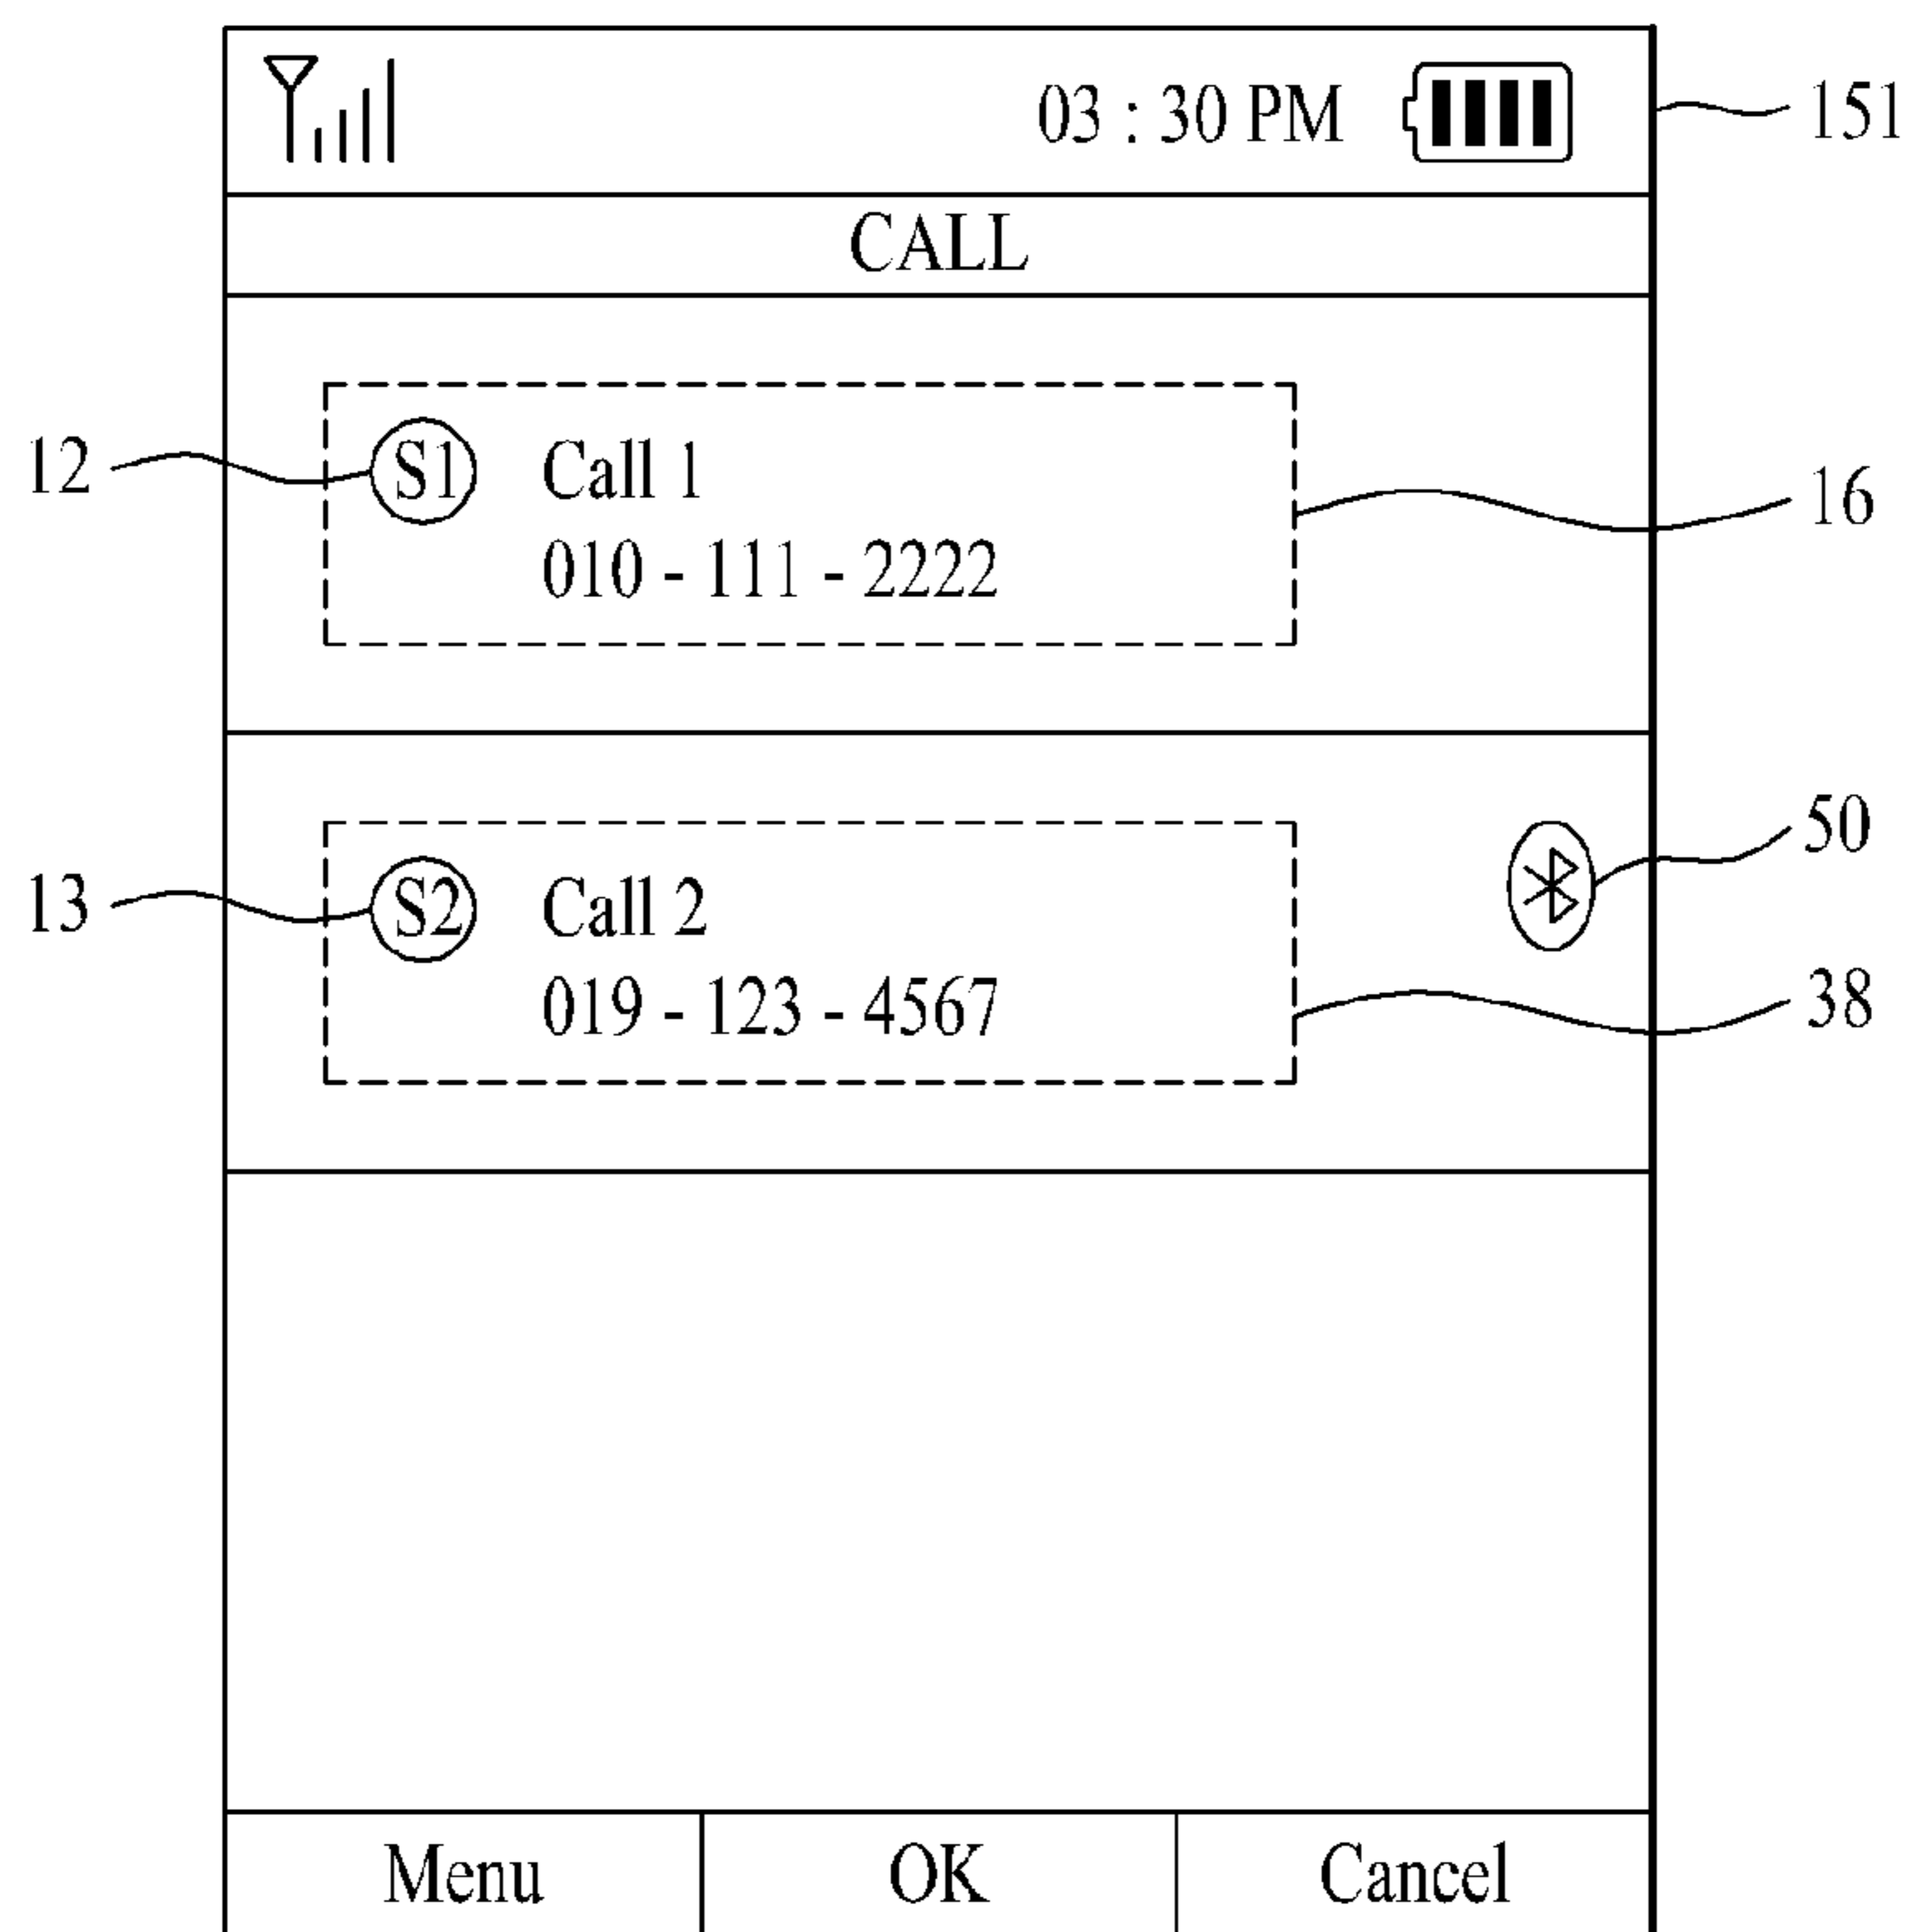 03 : 30 PM
151
CALL
12
S1 Call 1
16
010 - 111 - 2222
50
13
S2 Call 2
019 - 123 - 4567
38
Menu OK Cancel